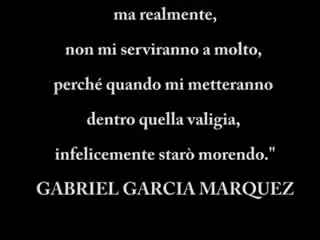 ma realmente,
non mi serviranno a molto,
perché quando mi metteranno
dentro quella valigia,
infelicemente starò morendo."
GABRIEL GARCIA MARQUEZ